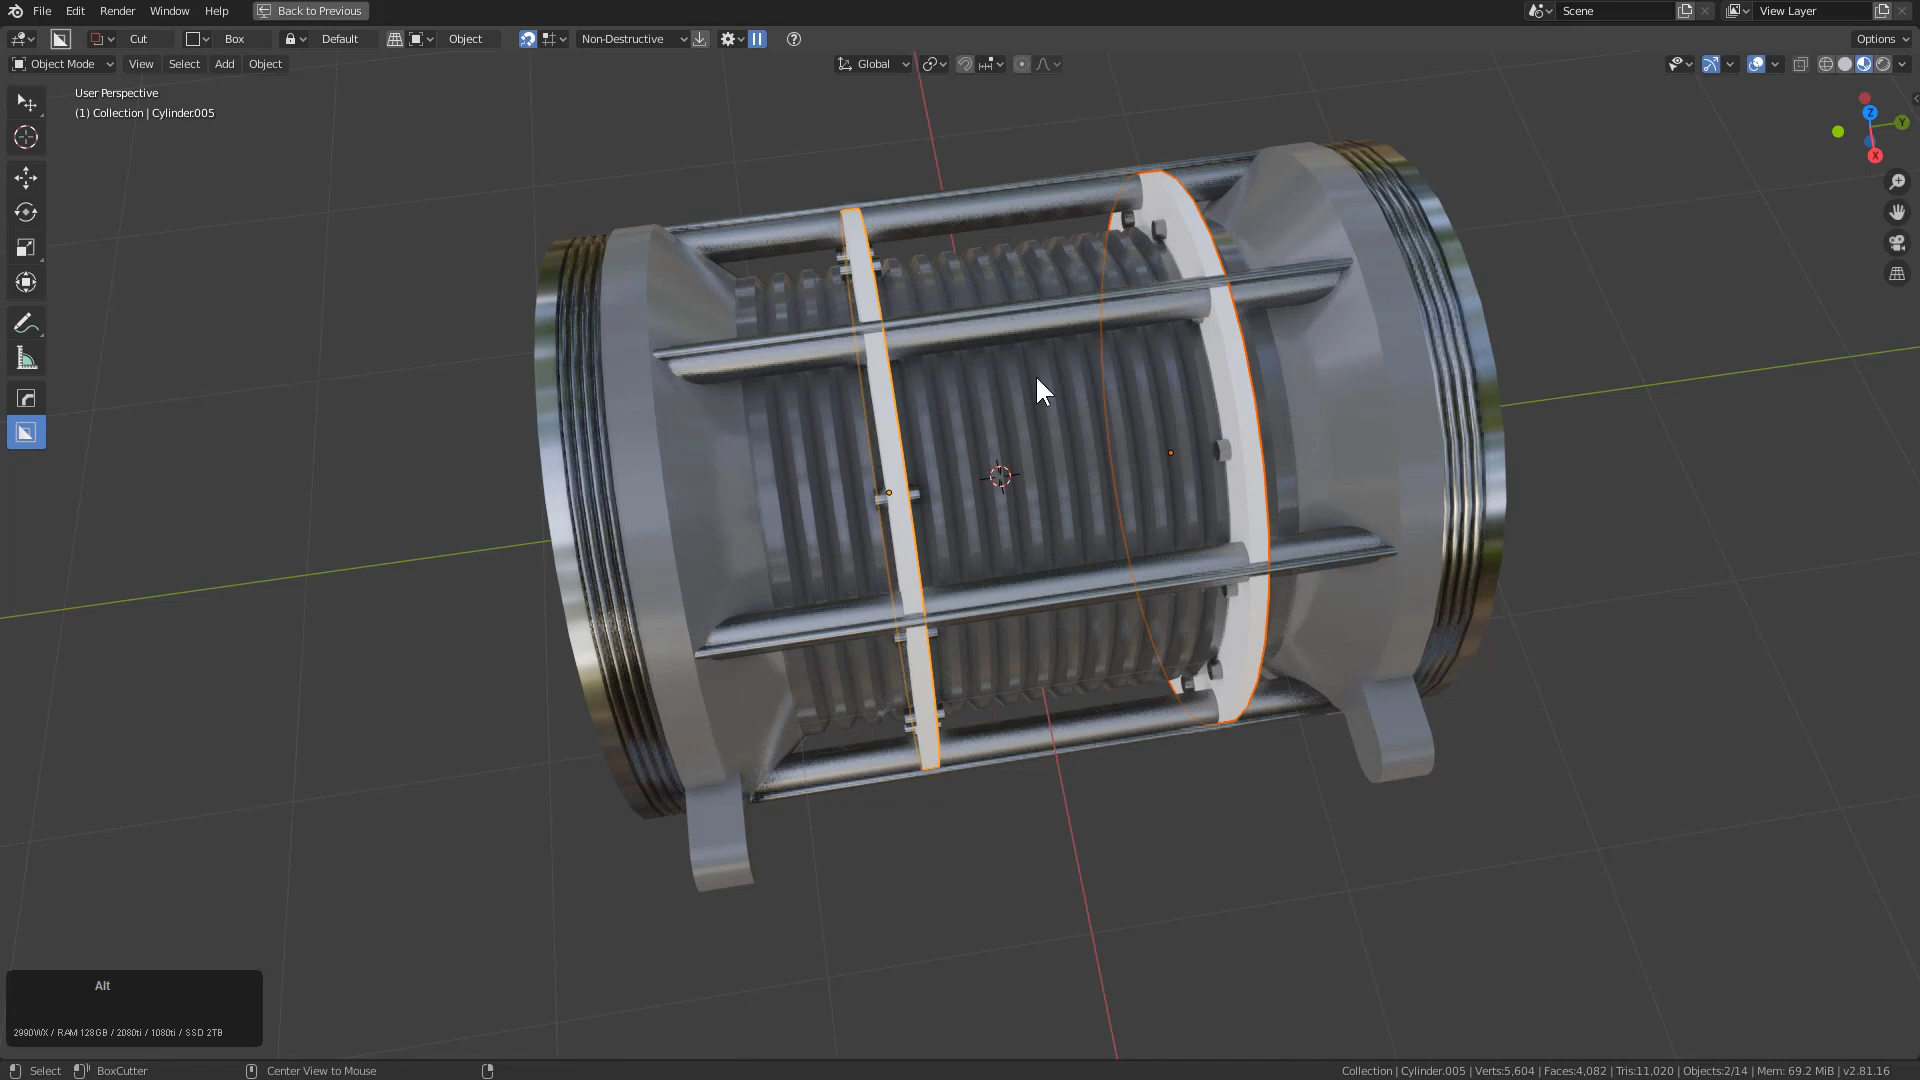 File Edit Render Window Help Back to Previous Scene View Layer
Cut Box Default Object Non-Destructive Options
Object Mode View Select Add Object Global
User Perspective
(1) Collection | Cylinder.005
Z
Y
X
Alt
2990WX / RAM 128GB / 2080ti / 1080ti / SSD 2TB
Select BoxCutter Center View to Mouse Collection | Cylinder.005 | Verts:5,604 | Faces:4,082 | Tris:11,020 | Objects:2/14 | Mem: 69.2 MiB | v2.81.16